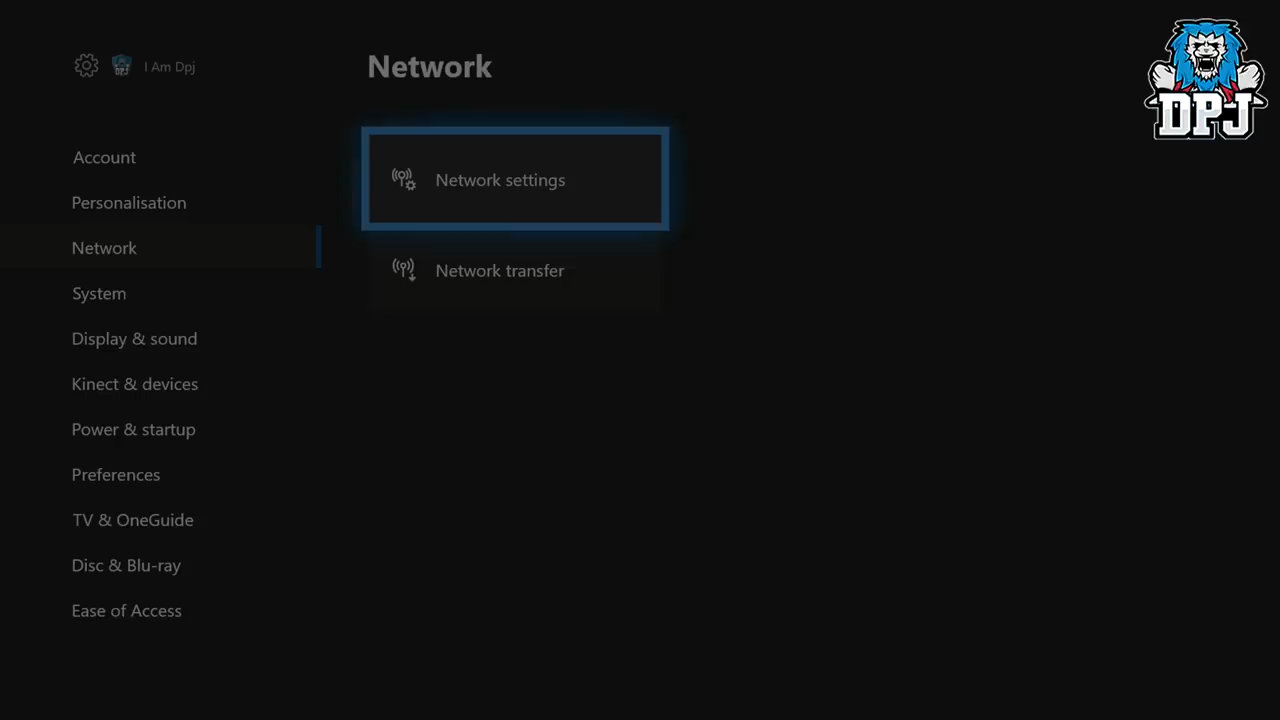 I Am Dpj
Network
DPJ
Account
Personalisation
Network
System
Display & sound
Kinect & devices
Power & startup
Preferences
TV & OneGuide
Disc & Blu-ray
Ease of Access
Network settings
Network transfer